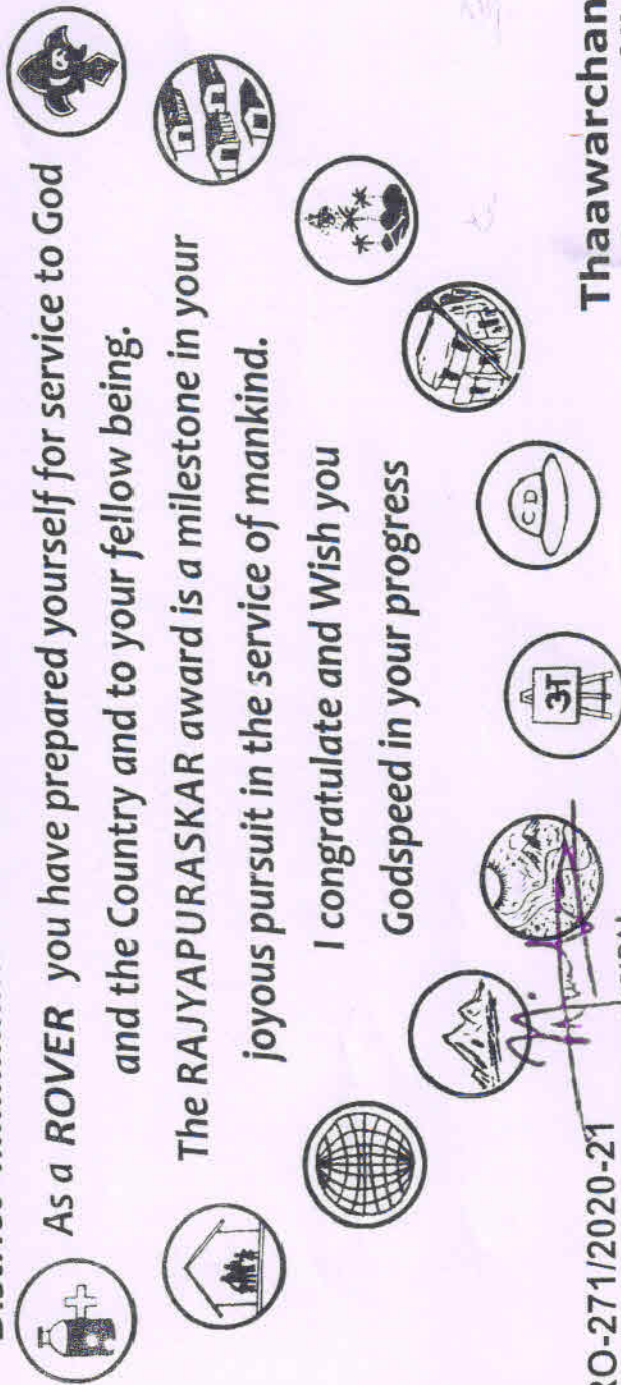 As a ROVER you have prepared yourself for service to God
and the Country and to your fellow being.
The RAJYAPURASKAR award is a milestone in your
joyous pursuit in the service of mankind.
I congratulate and Wish you
Godspeed in your progress
CD
3T
RO-271/2020-21
Thaawarchan